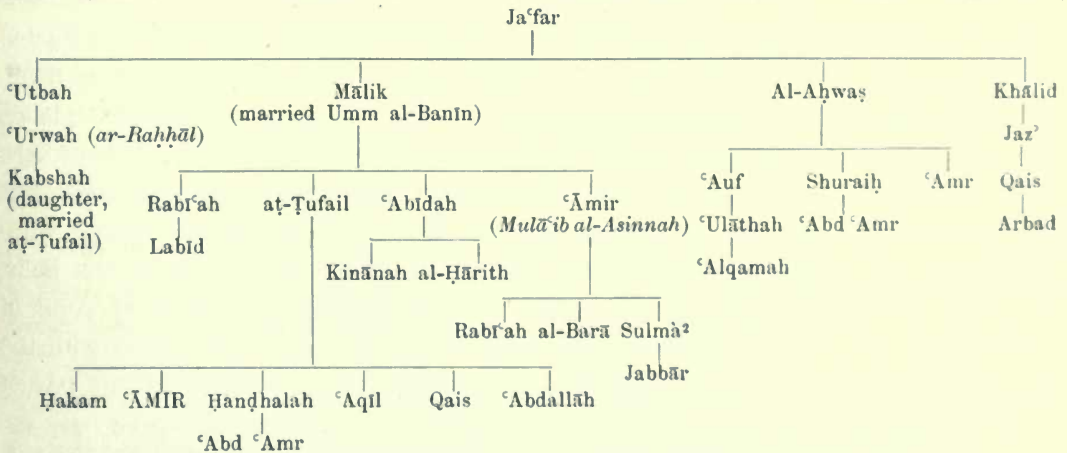 Jaʿfar
ʿUtbah Mālik Al-Aḥwaṣ Khālid
(married Umm al-Banīn)
ʿUrwah (ar-Raḥḥāl) Jazʾ
Kabshah Rabīʿah aṭ-Ṭufail ʿAbīdah ʿĀmir ʿAuf Shuraiḥ ʿAmr Qais
(daughter,
married (Mulāʿib al-Asinnah) ʿUlāthah ʿAbd ʿAmr Arbad
aṭ-Ṭufail) Labīd
Kinānah al-Ḥārith ʿAlqamah
Rabīʿah al-Barā Sulmà²
Jabbār
Ḥakam ʿĀMIR Ḥanḍhalah ʿAqīl Qais ʿAbdallāh
ʿAbd ʿAmr